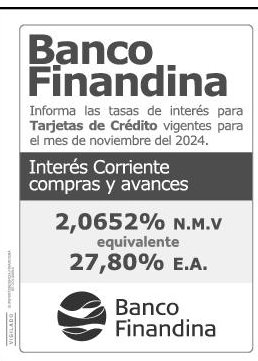 Banco
Finandina
Informa las tasas de interés para
Tarjetas de Crédito vigentes para
el mes de noviembre del 2024.
Interés Corriente
compras y avances
2,0652% N.M.V
equivalente
27,80% E.A.
Banco
Finandina
VIGILADO